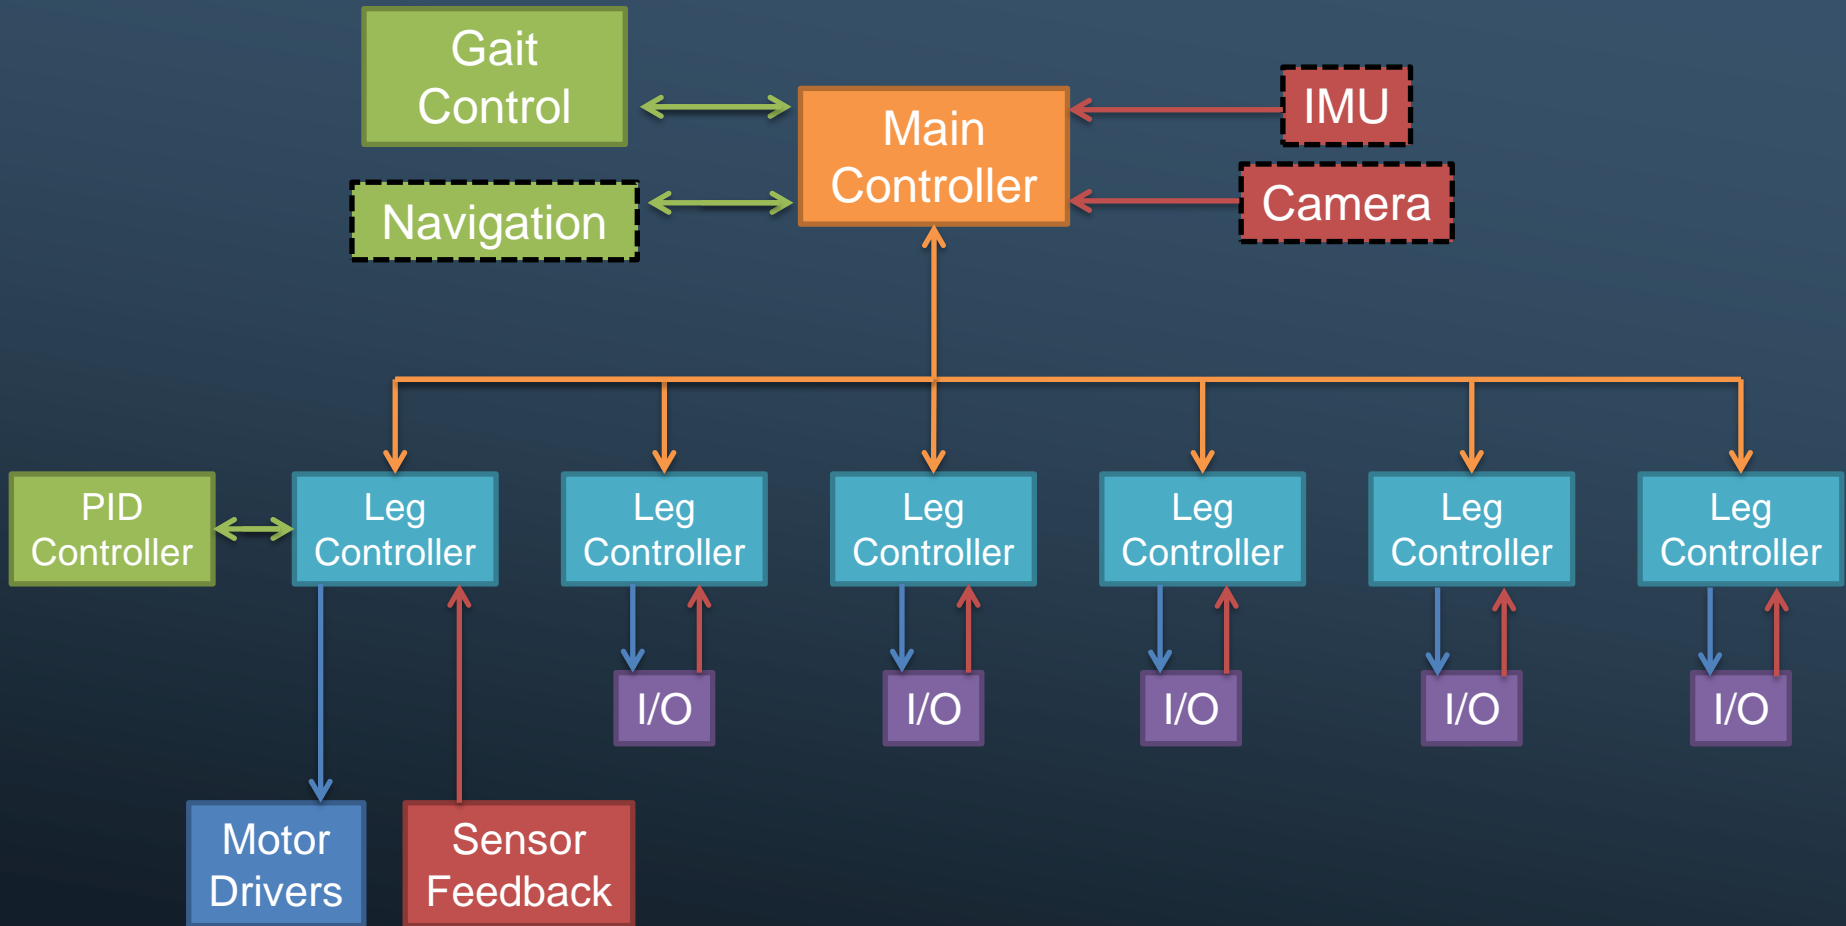 Gait
Control
Main
Controller
IMU
Navigation
Camera
PID
Controller
Leg
Controller
Leg
Controller
Leg
Controller
Leg
Controller
Leg
Controller
Leg
Controller
I/O
I/O
I/O
I/O
I/O
Motor
Drivers
Sensor
Feedback